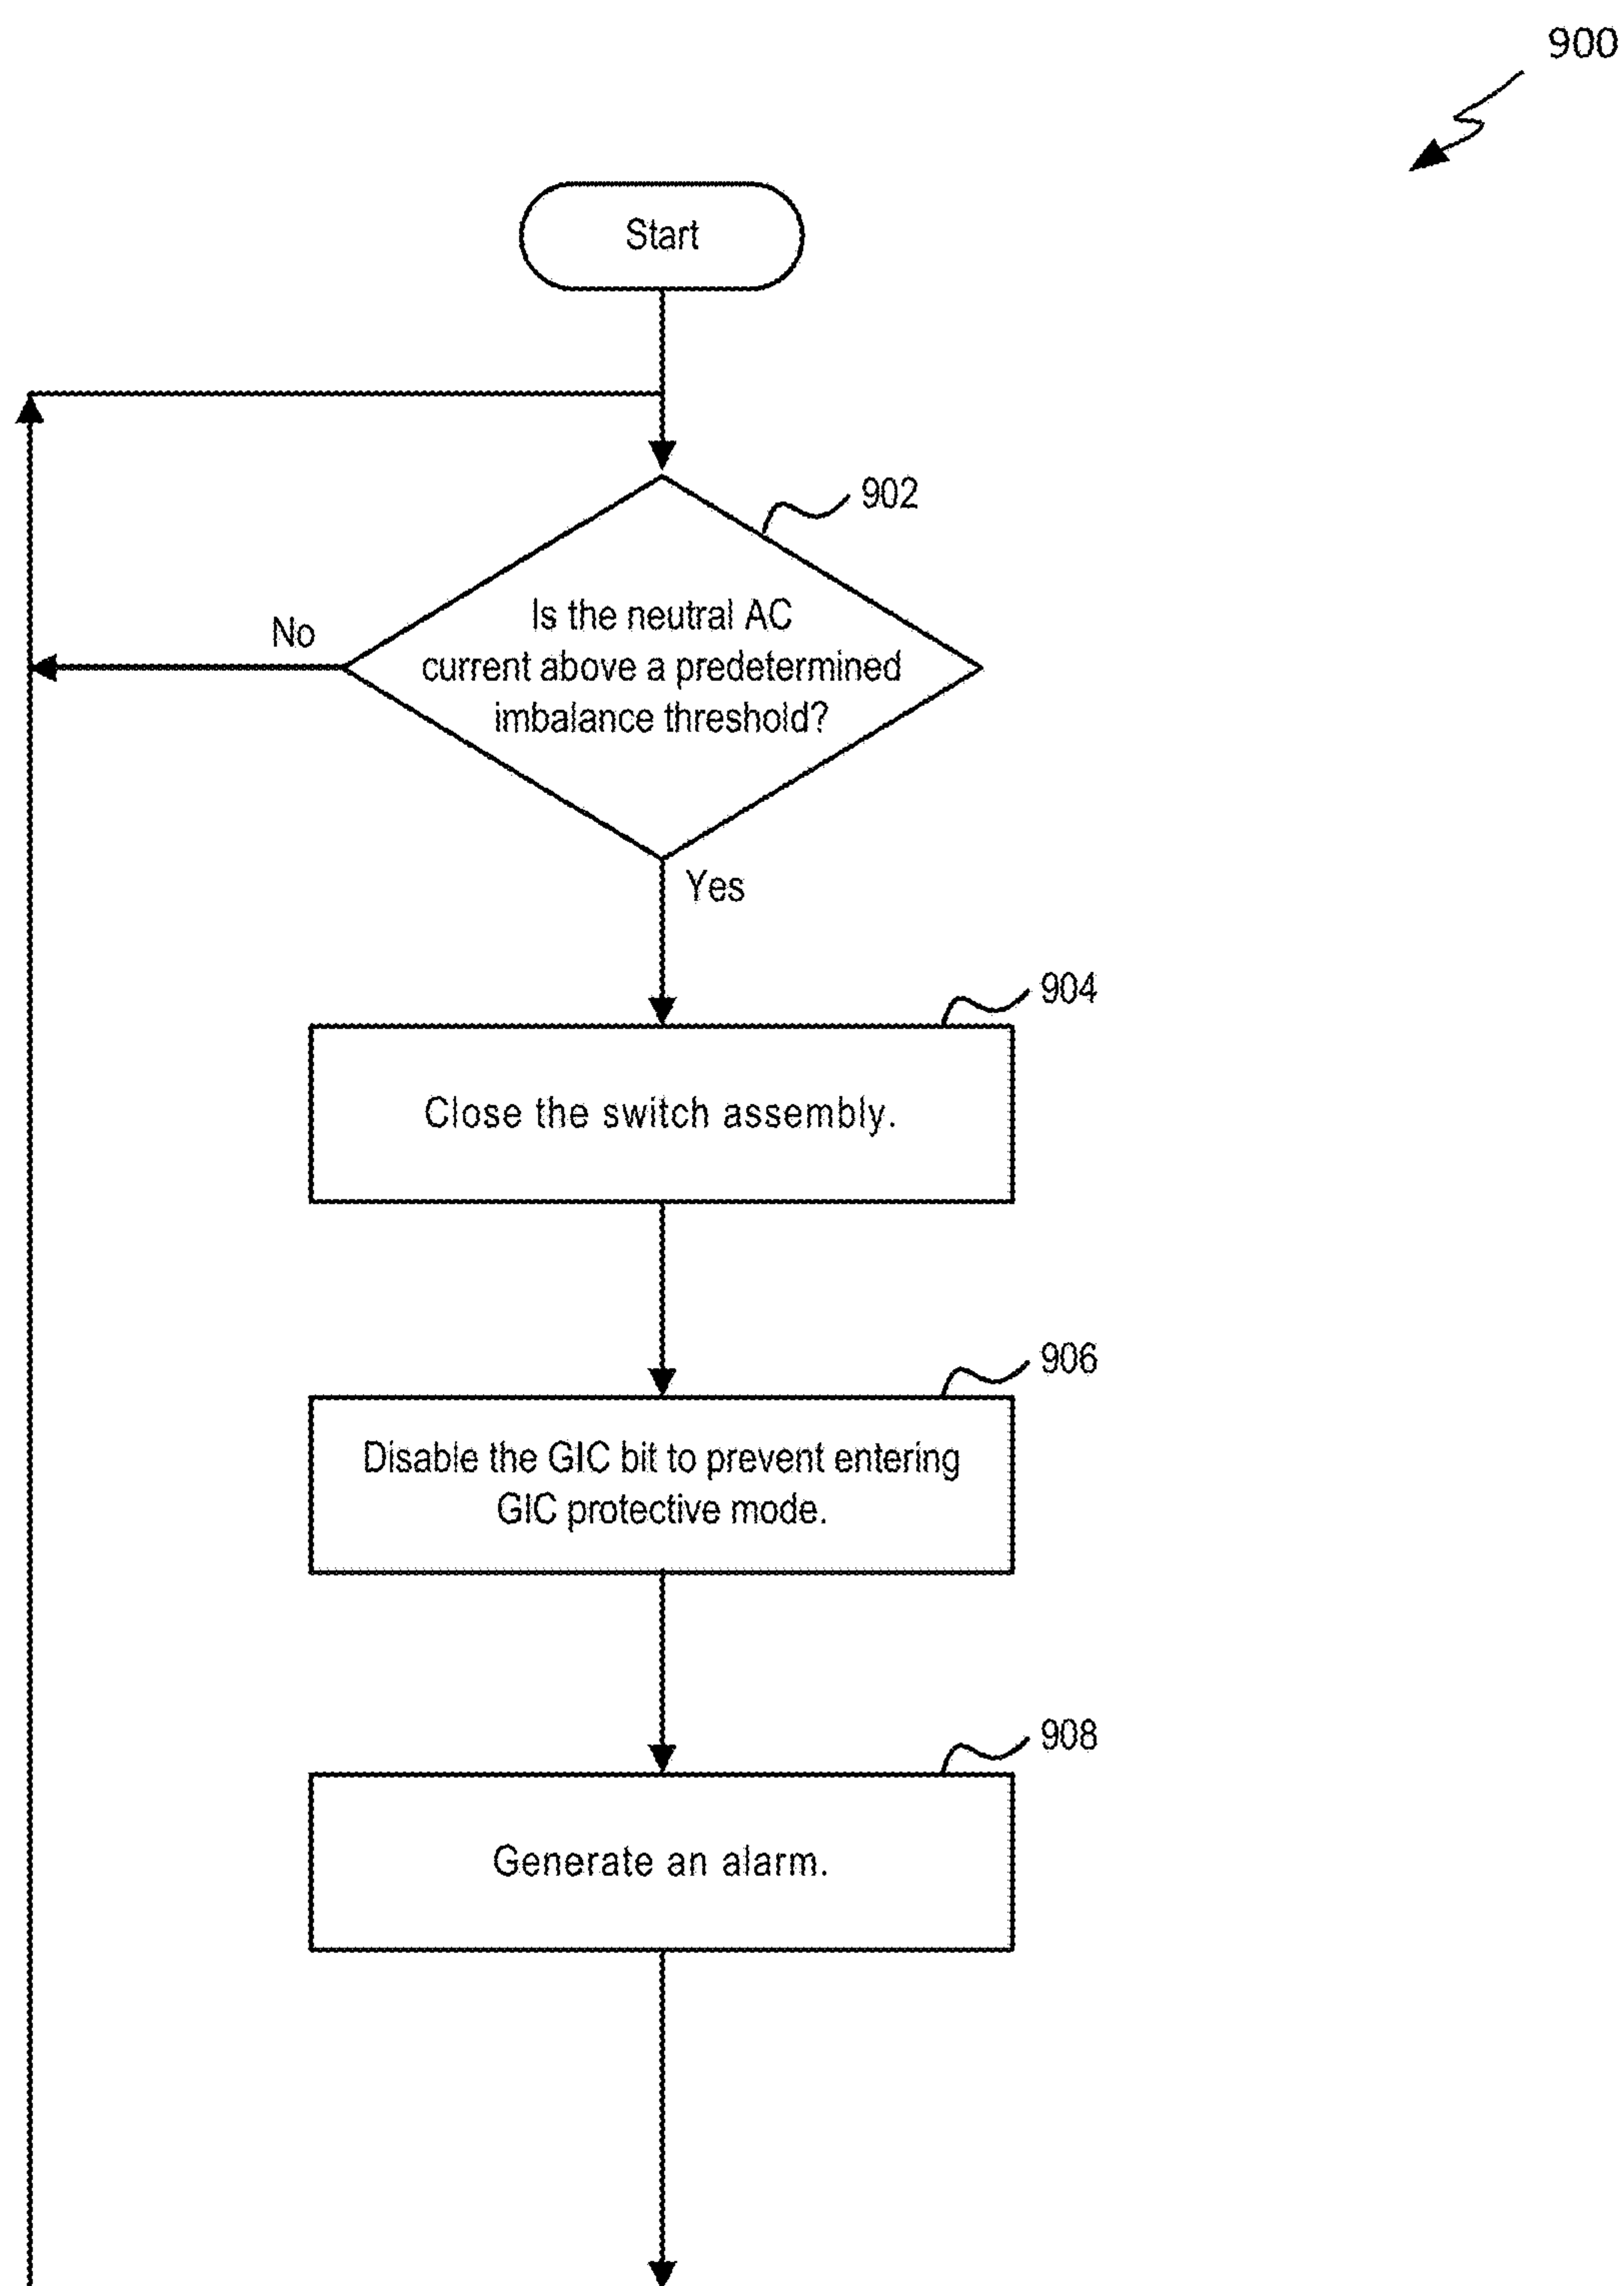 900
Start
902
Is the neutral AC
current above a predetermined
imbalance threshold?
No
Yes
904
Close the switch assembly.
906
Disable the GIC bit to prevent entering
GIC protective mode.
908
Generate an alarm.